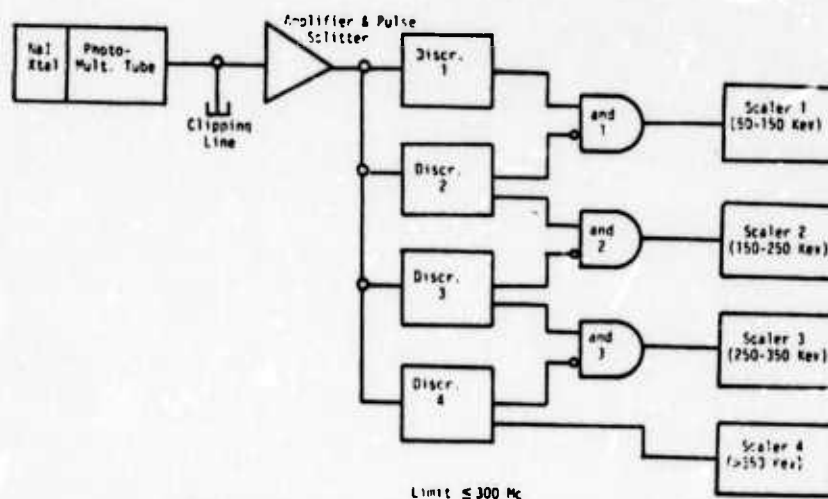 NaI
Xtal
Photo-
Mult. Tube
Clipping
Line
Amplifier & Pulse
Splitter
Discr.
1
Discr.
2
Discr.
3
Discr.
4
and
1
and
2
and
3
Scaler 1
(50-150 Kev)
Scaler 2
(150-250 Kev)
Scaler 3
(250-350 Kev)
Scaler 4
(>350 Kev)
Limit ≤300 Mc